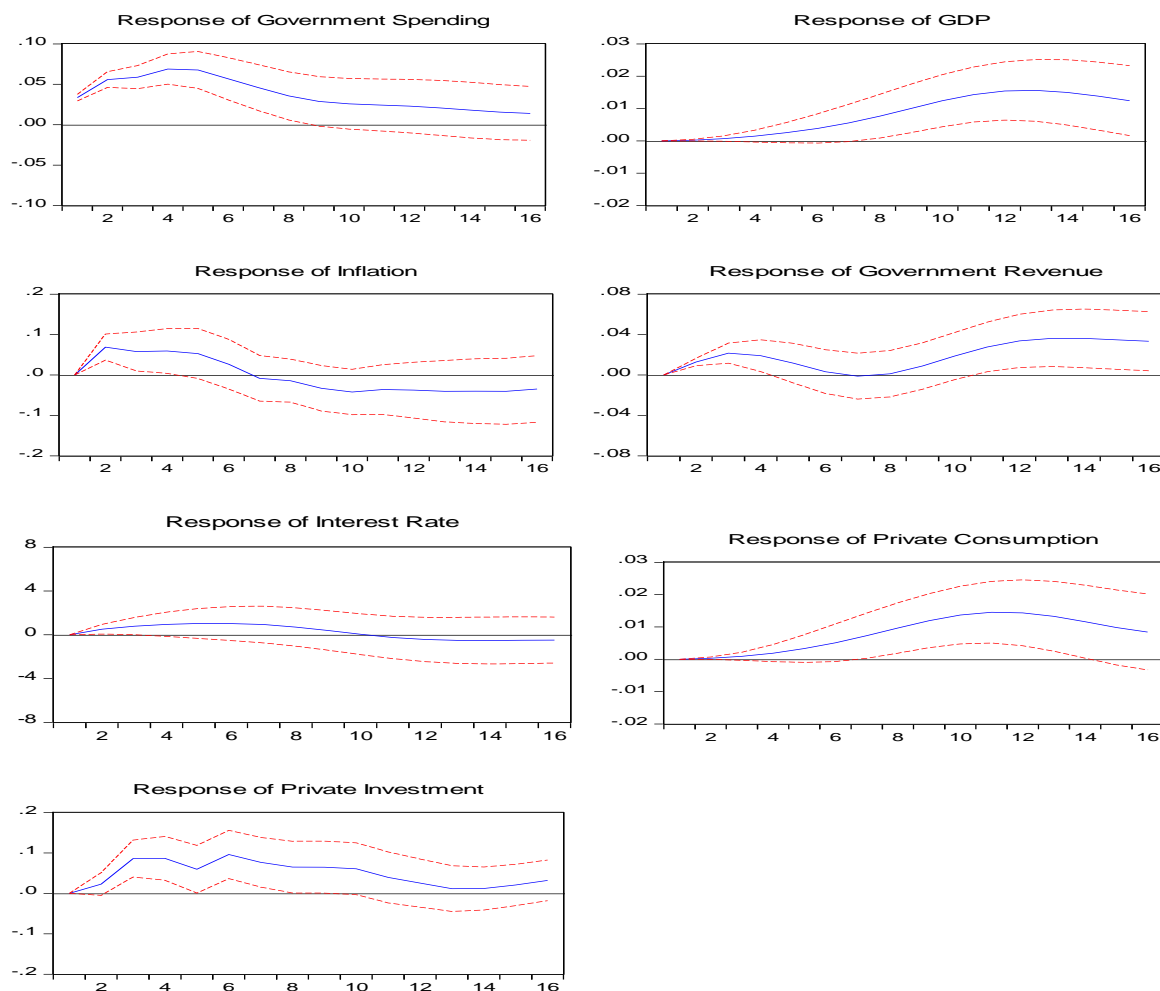 Response of Government Spending
.10
.05
.00
-.05
-.10
2 4 6 8 10 12 14 16
Response of GDP
.03
.02
.01
.00
-.01
-.02
2 4 6 8 10 12 14 16
Response of Inflation
.2
.1
.0
-.1
-.2
2 4 6 8 10 12 14 16
Response of Government Revenue
.08
.04
.00
-.04
-.08
2 4 6 8 10 12 14 16
Response of Interest Rate
8
4
0
-4
-8
2 4 6 8 10 12 14 16
Response of Private Consumption
.03
.02
.01
.00
-.01
-.02
2 4 6 8 10 12 14 16
Response of Private Investment
.2
.1
.0
-.1
-.2
2 4 6 8 10 12 14 16